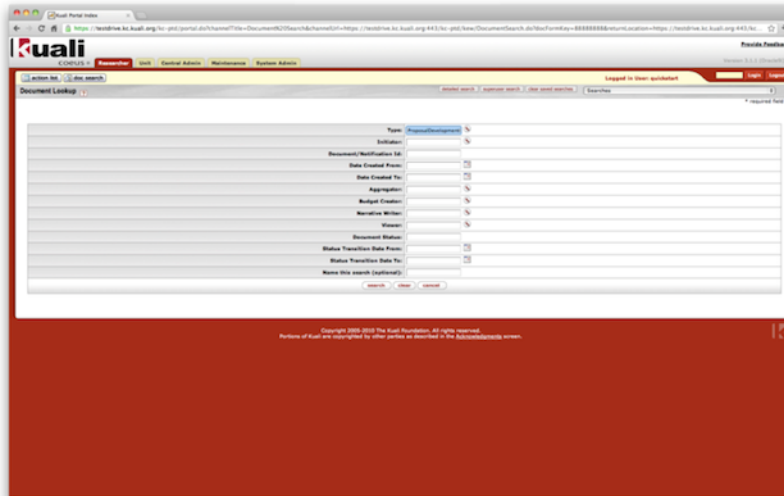 Kuali Portal Index
https://testdrive.kc.kuali.org/kc-ptd/portal.do?channelTitle=Document%20Search&channelUrl=https://testdrive.kc.kuali.org:443/kc-ptd/kew/DocumentSearch.do?docFormKey=88888888&returnLocation=https://testdrive.kc.kuali.org:443/kc...
kuali
coeus
Provide Feedba
Researcher Unit Central Admin Maintenance System Admin
action list doc search
Logged in User: quickstart
Login Logout
Document Lookup
detailed search superuser search clear saved searches Searches
* required field
Type: ProposalDevelopment
Initiator:
Document/Notification Id:
Date Created From:
Date Created To:
Aggregator:
Budget Creator:
Narrative Writer:
Viewer:
Document Status:
Status Transition Date From:
Status Transition Date To:
Name this search (optional):
search clear cancel
Copyright 2005-2010 The Kuali Foundation. All rights reserved.
Portions of Kuali are copyrighted by other parties as described in the Acknowledgments screen.